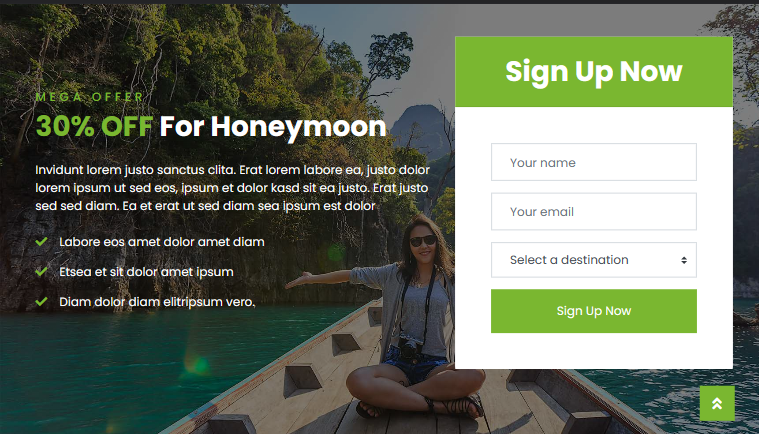 MEGA OFFER
30% OFF For Honeymoon
Invidunt lorem justo sanctus clita. Erat lorem labore ea, justo dolor
lorem ipsum ut sed eos, ipsum et dolor kasd sit ea justo. Erat justo
sed sed diam. Ea et erat ut sed diam sea ipsum est dolor
Labore eos amet dolor amet diam
Etsea et sit dolor amet ipsum
Diam dolor diam elitripsum vero.
Sign Up Now
Your name
Your email
Select a destination
Sign Up Now